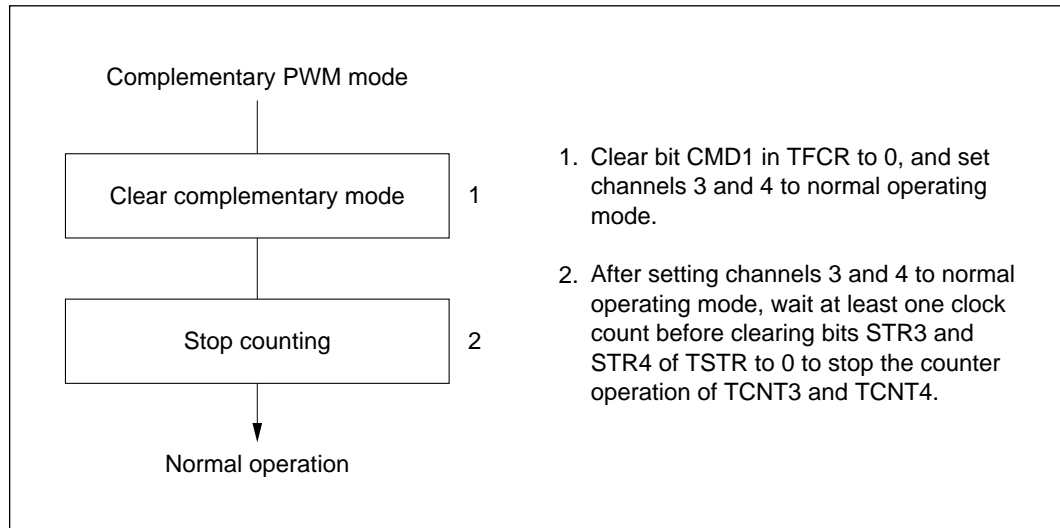 Complementary PWM mode
Clear complementary mode 1
Stop counting 2
Normal operation
1. Clear bit CMD1 in TFCR to 0, and set
channels 3 and 4 to normal operating
mode.
2. After setting channels 3 and 4 to normal
operating mode, wait at least one clock
count before clearing bits STR3 and
STR4 of TSTR to 0 to stop the counter
operation of TCNT3 and TCNT4.